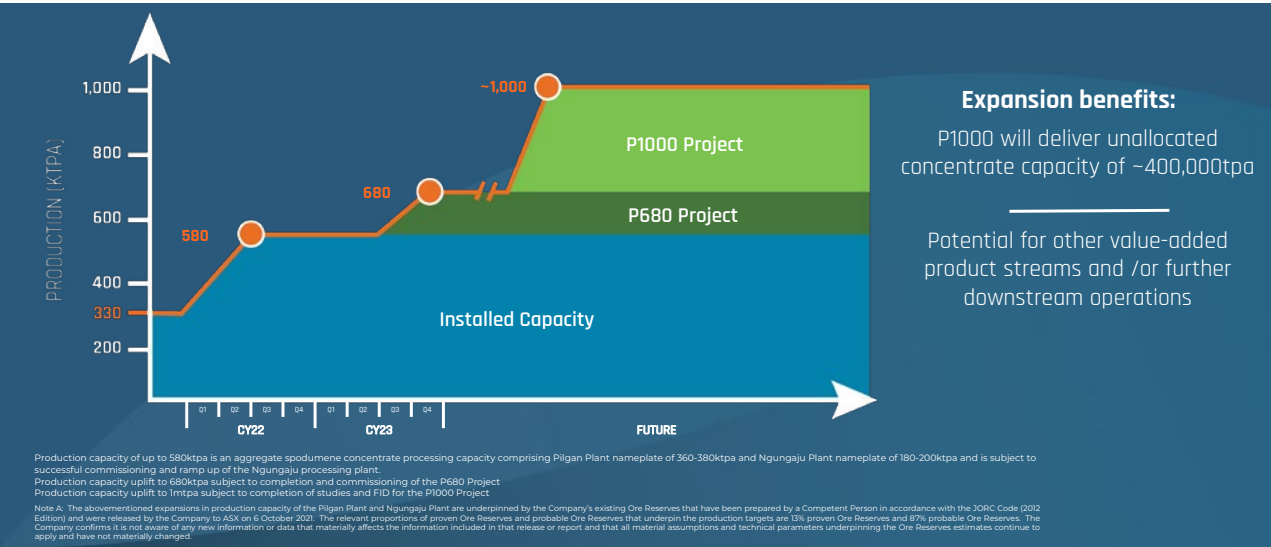 PRODUCTION (KTPA)
1,000
800
600
400
330
200
580
680
~1,000
P1000 Project
P680 Project
Installed Capacity
Q1 Q2 Q3 Q4 Q1 Q2 Q3 Q4
CY22 CY23 FUTURE
Expansion benefits:
P1000 will deliver unallocated
concentrate capacity of ~400,000tpa
Potential for other value-added
product streams and /or further
downstream operations
Production capacity of up to 580ktpa is an aggregate spodumene concentrate processing capacity comprising Pilgan Plant nameplate of 360-380ktpa and Ngungaju Plant nameplate of 180-200ktpa and is subject to
successful commissioning and ramp up of the Ngungaju processing plant.
Production capacity uplift to 680ktpa subject to completion and commissioning of the P680 Project
Production capacity uplift to 1mtpa subject to completion of studies and FID for the P1000 Project
Note A: The abovementioned expansions in production capacity of the Pilgan Plant and Ngungaju Plant are underpinned by the Company's existing Ore Reserves that have been prepared by a Competent Person in accordance with the JORC Code (2012
Edition) and were released by the Company to ASX on 6 October 2021. The relevant proportions of proven Ore Reserves and probable Ore Reserves that underpin the production targets are 13% proven Ore Reserves and 87% probable Ore Reserves. The
Company confirms it is not aware of any new information or data that materially affects the information included in that release or report and that all material assumptions and technical parameters underpinning the Ore Reserves estimates continue to
apply and have not materially changed.